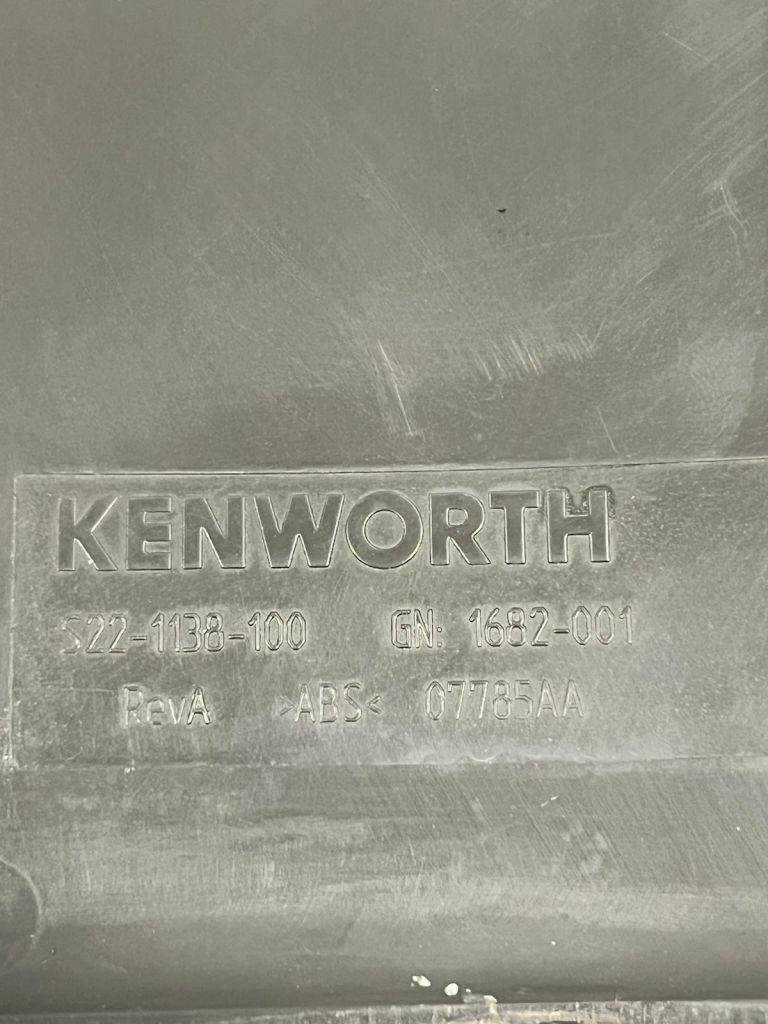 KENWORTH
S22-1138-100 GN: 1682-001
RevA >ABS< 07785AA